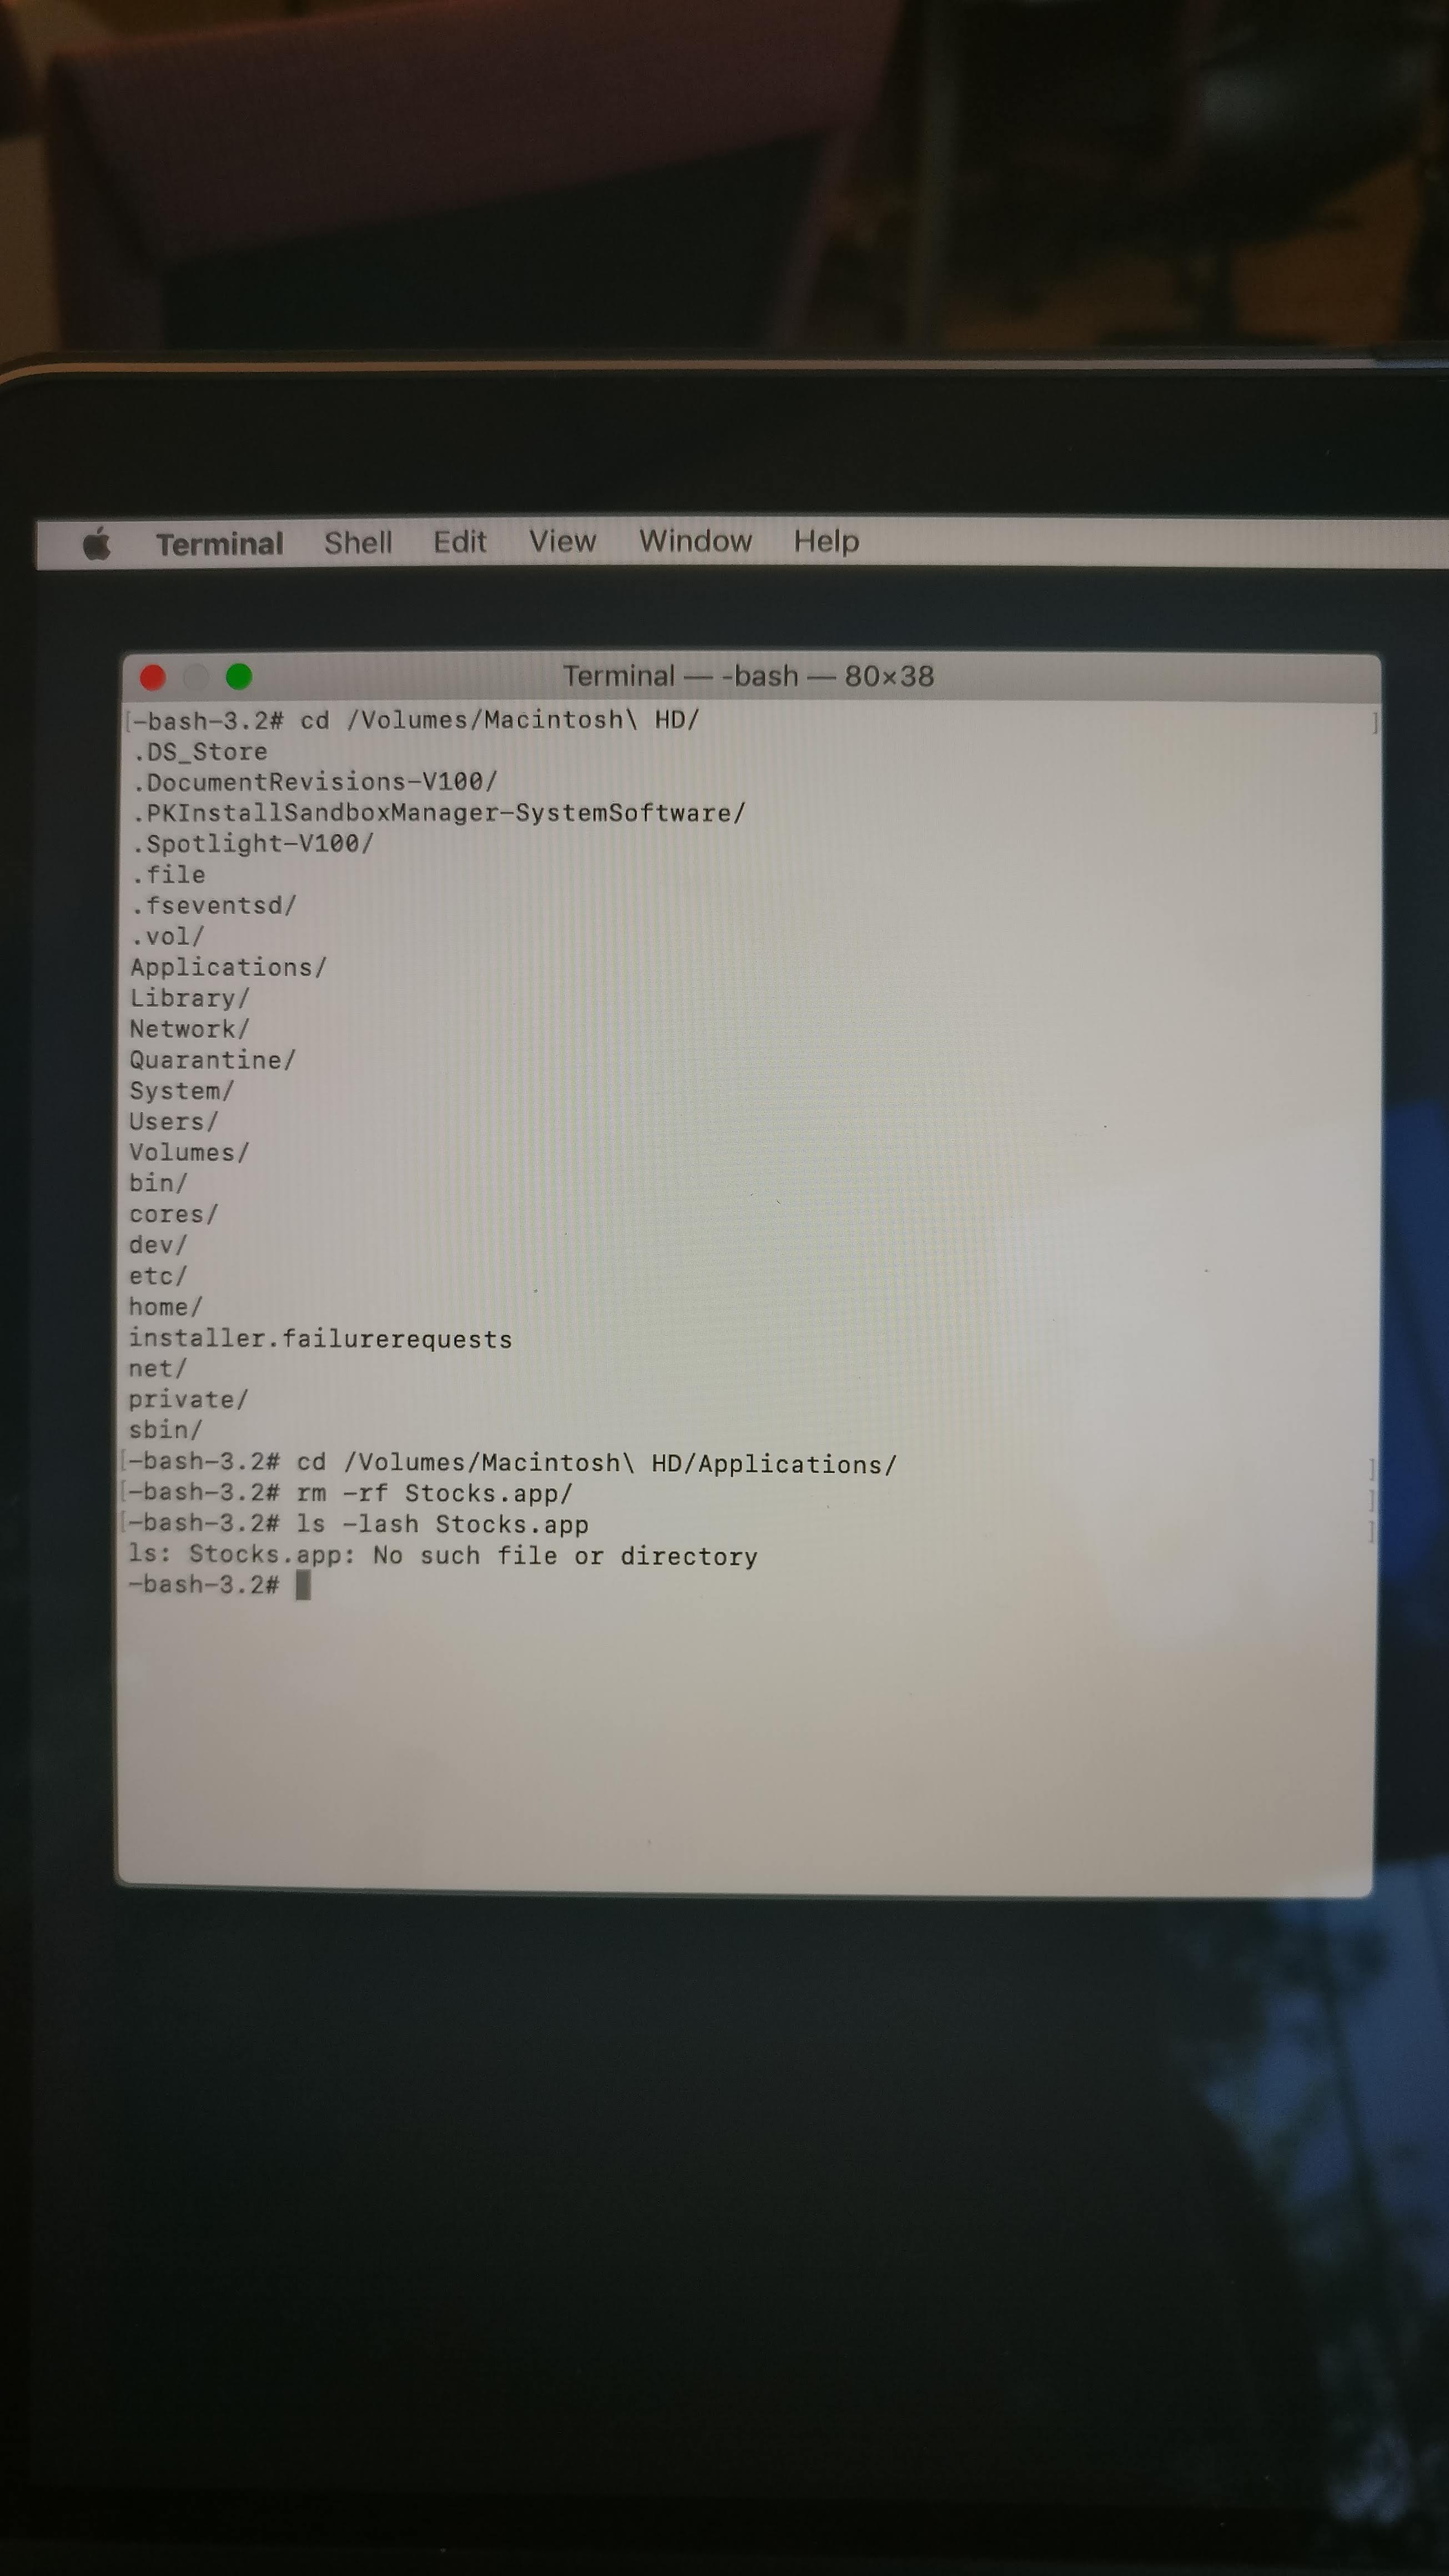 Terminal Shell Edit View Window Help
Terminal — -bash — 80×38
[-bash-3.2# cd /Volumes/Macintosh\ HD/ ]
.DS_Store
.DocumentRevisions-V100/
.PKInstallSandboxManager-SystemSoftware/
.Spotlight-V100/
.file
.fseventsd/
.vol/
Applications/
Library/
Network/
Quarantine/
System/
Users/
Volumes/
bin/
cores/
dev/
etc/
home/
installer.failurerequests
net/
private/
sbin/
[-bash-3.2# cd /Volumes/Macintosh\ HD/Applications/ ]
[-bash-3.2# rm -rf Stocks.app/ ]
[-bash-3.2# ls -lash Stocks.app ]
ls: Stocks.app: No such file or directory
-bash-3.2#